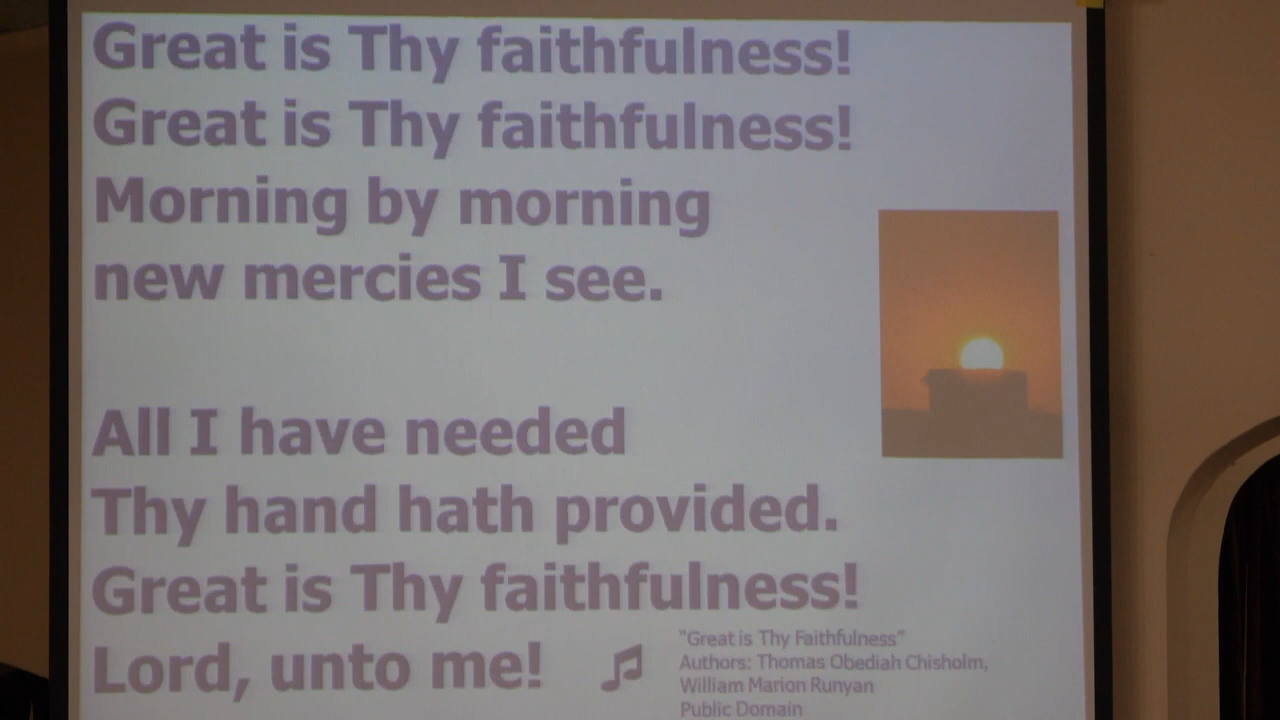 Great is Thy faithfulness!
Great is Thy faithfulness!
Morning by morning
new mercies I see.
All I have needed
Thy hand hath provided.
Great is Thy faithfulness!
Lord, unto me!
"Great is Thy Faithfulness"
Authors: Thomas Obediah Chisholm,
William Marion Runyan
Public Domain